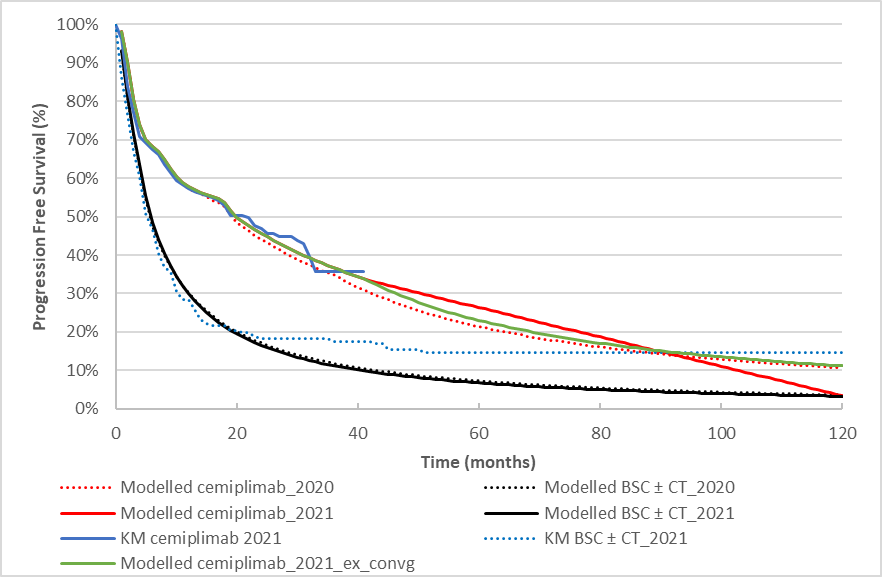 100%
90%
80%
70%
60%
50%
40%
30%
20%
10%
0%
Progression Free Survival (%)
0 20 40 60 80 100 120
Time (months)
Modelled cemiplimab_2020 Modelled BSC ± CT_2020
Modelled cemiplimab_2021 Modelled BSC ± CT_2021
KM cemiplimab 2021 KM BSC ± CT_2021
Modelled cemiplimab_2021_ex_convg